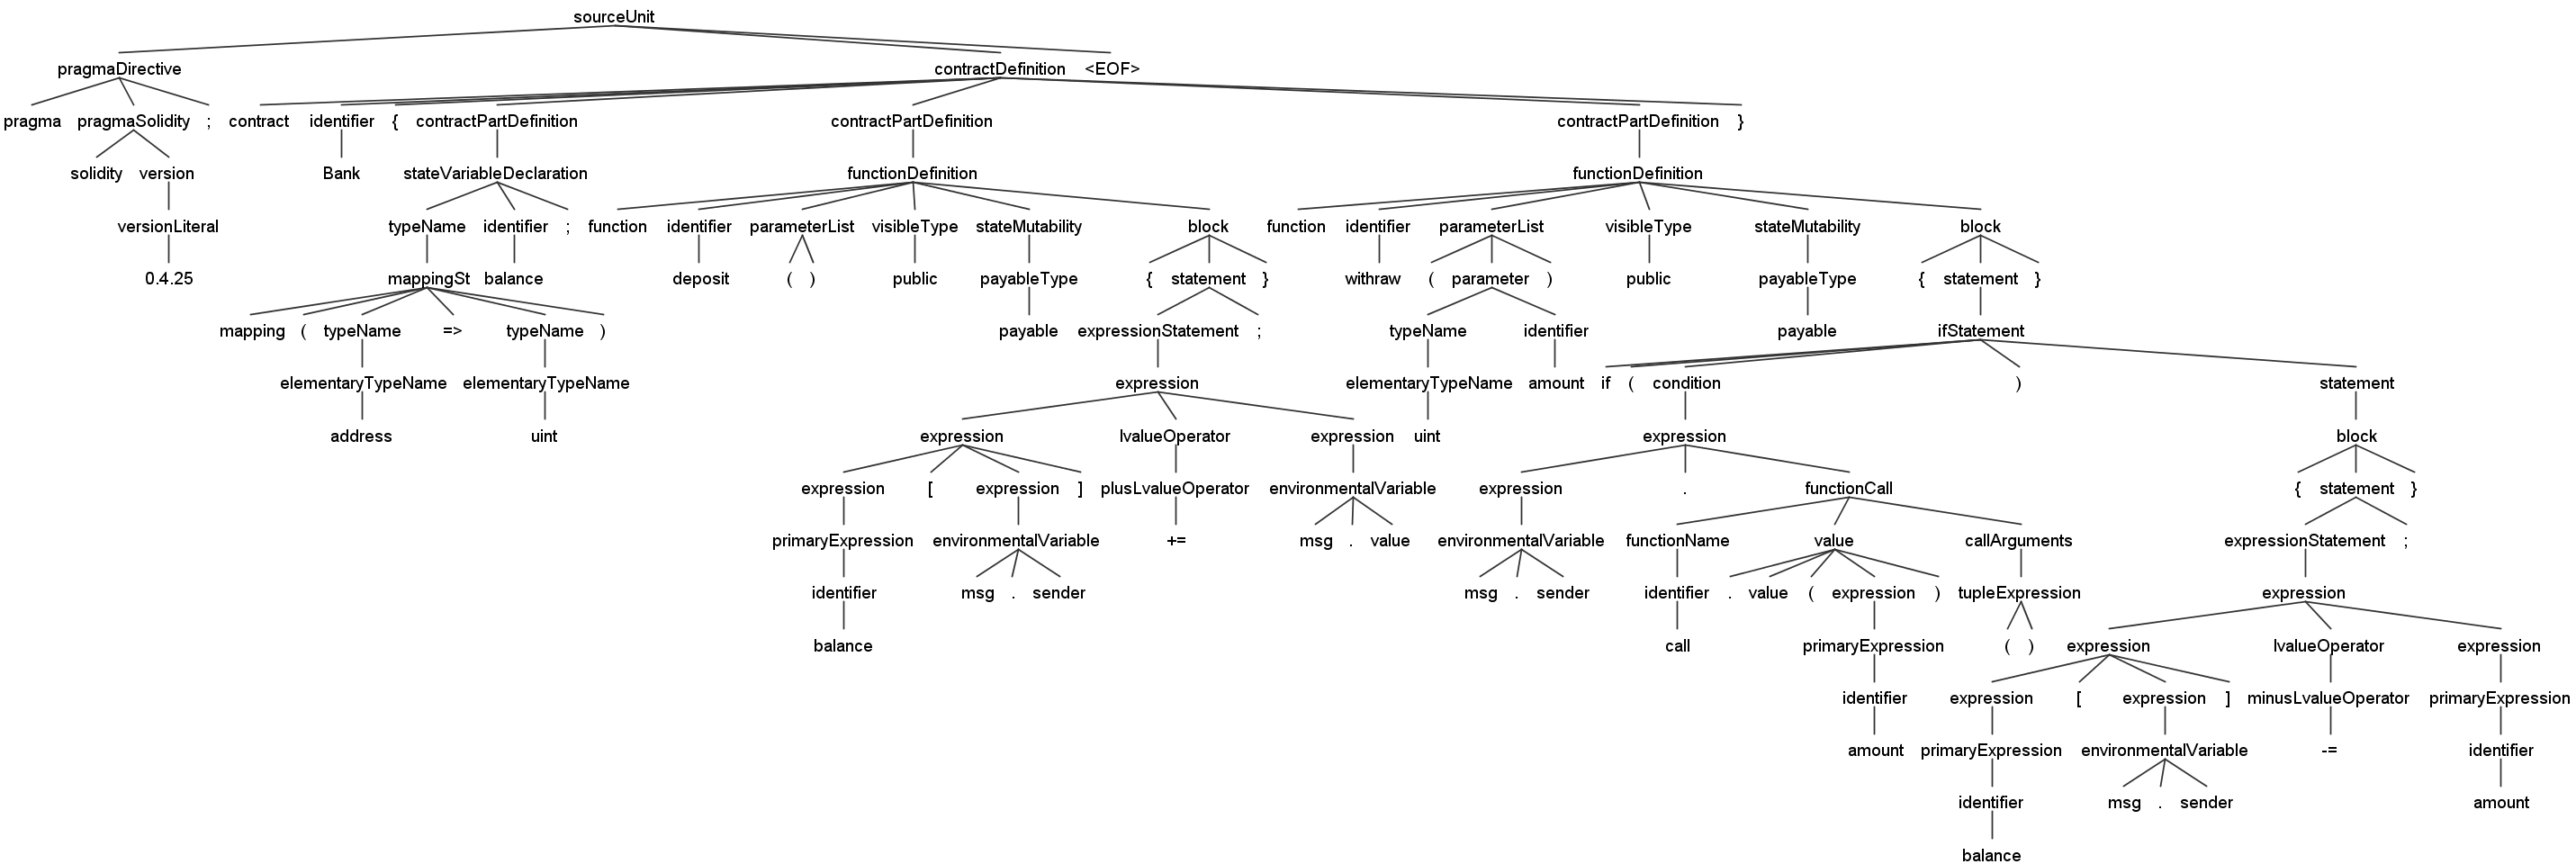 sourceUnit
pragmaDirective contractDefinition <EOF>
pragma pragmaSolidity ; contract identifier { contractPartDefinition contractPartDefinition contractPartDefinition }
solidity version Bank stateVariableDeclaration functionDefinition functionDefinition
versionLiteral typeName identifier ; function identifier parameterList visibleType stateMutability block function identifier parameterList visibleType stateMutability block
0.4.25 mappingSt balance deposit ( ) public payableType { statement } withraw ( parameter ) public payableType { statement }
mapping ( typeName => typeName ) payable expressionStatement ; typeName identifier payable ifStatement
elementaryTypeName elementaryTypeName expression elementaryTypeName amount if ( condition ) statement
address uint expression lvalueOperator expression uint expression block
expression [ expression ] plusLvalueOperator environmentalVariable expression . functionCall { statement }
primaryExpression environmentalVariable += msg . value environmentalVariable functionName value callArguments expressionStatement ;
identifier msg . sender msg . sender identifier . value ( expression ) tupleExpression expression
balance call primaryExpression ( ) expression lvalueOperator expression
identifier expression [ expression ] minusLvalueOperator primaryExpression
amount primaryExpression environmentalVariable -= identifier
identifier msg . sender amount
balance